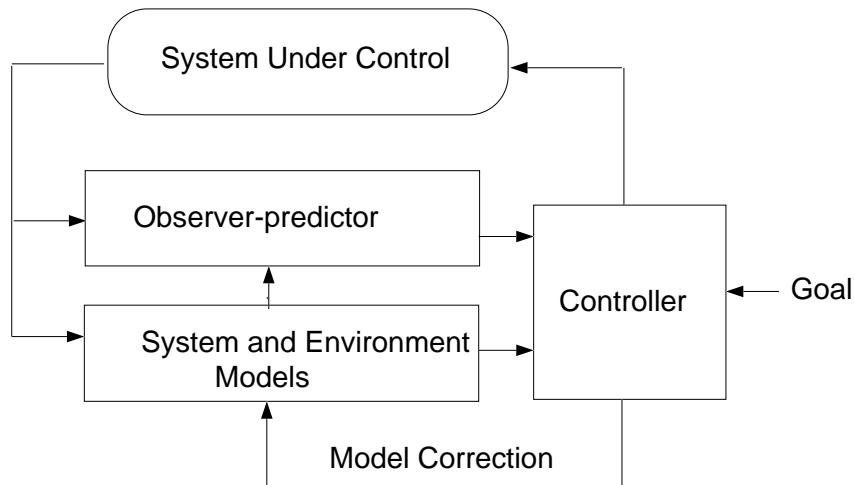 System Under Control
Observer-predictor
Controller
Goal
System and Environment
Models
Model Correction